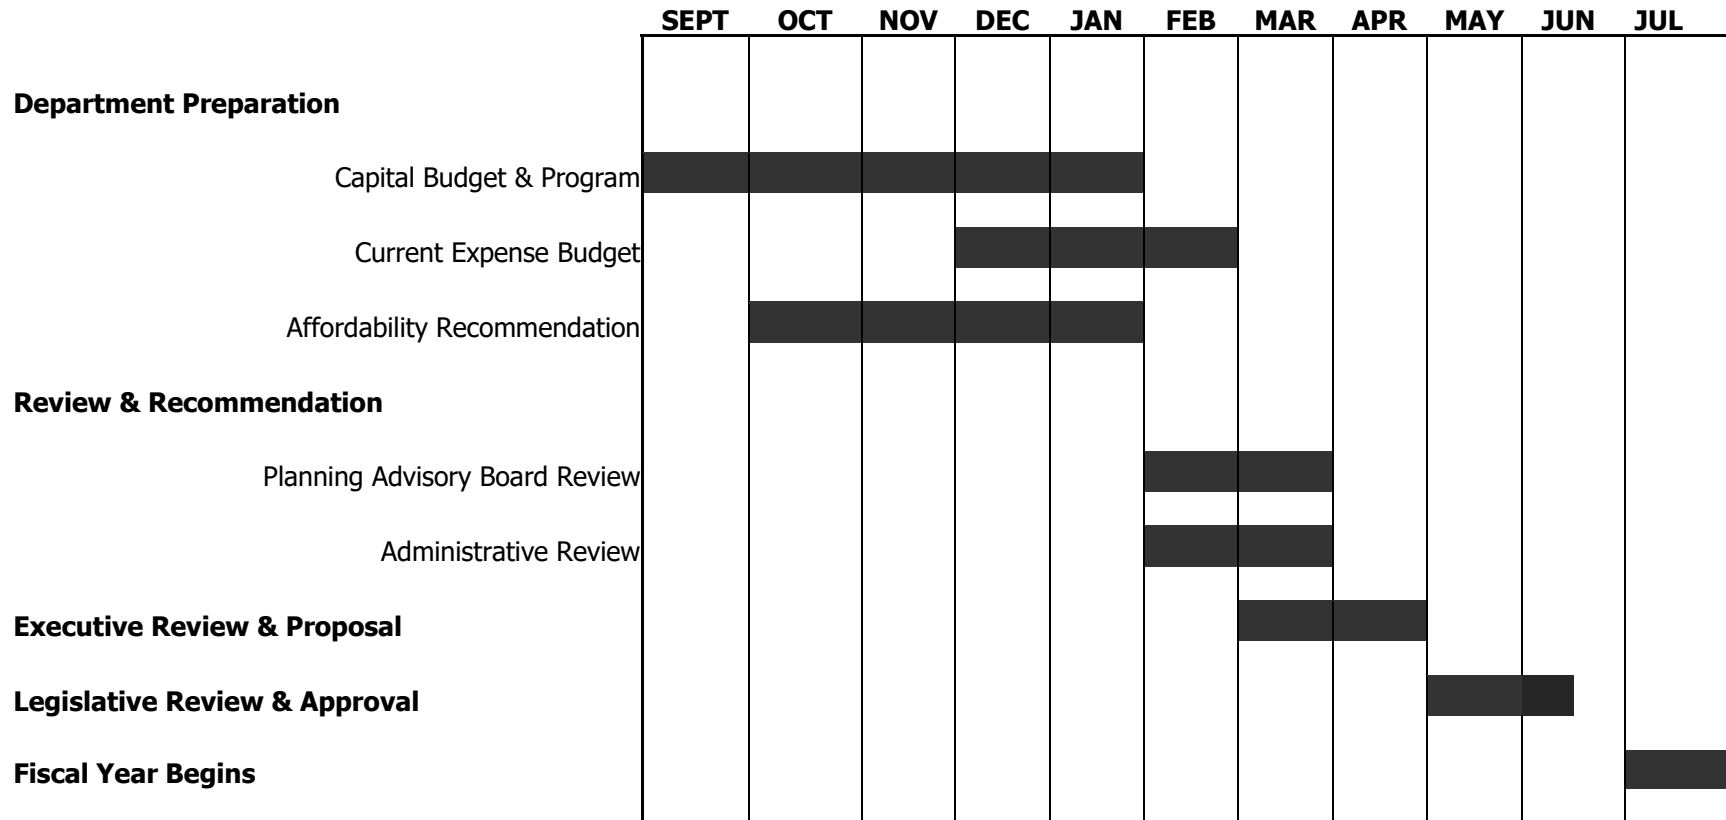 SEPT OCT NOV DEC JAN FEB MAR APR MAY JUN JUL
Department Preparation
Capital Budget & Program
Current Expense Budget
Affordability Recommendation
Review & Recommendation
Planning Advisory Board Review
Administrative Review
Executive Review & Proposal
Legislative Review & Approval
Fiscal Year Begins